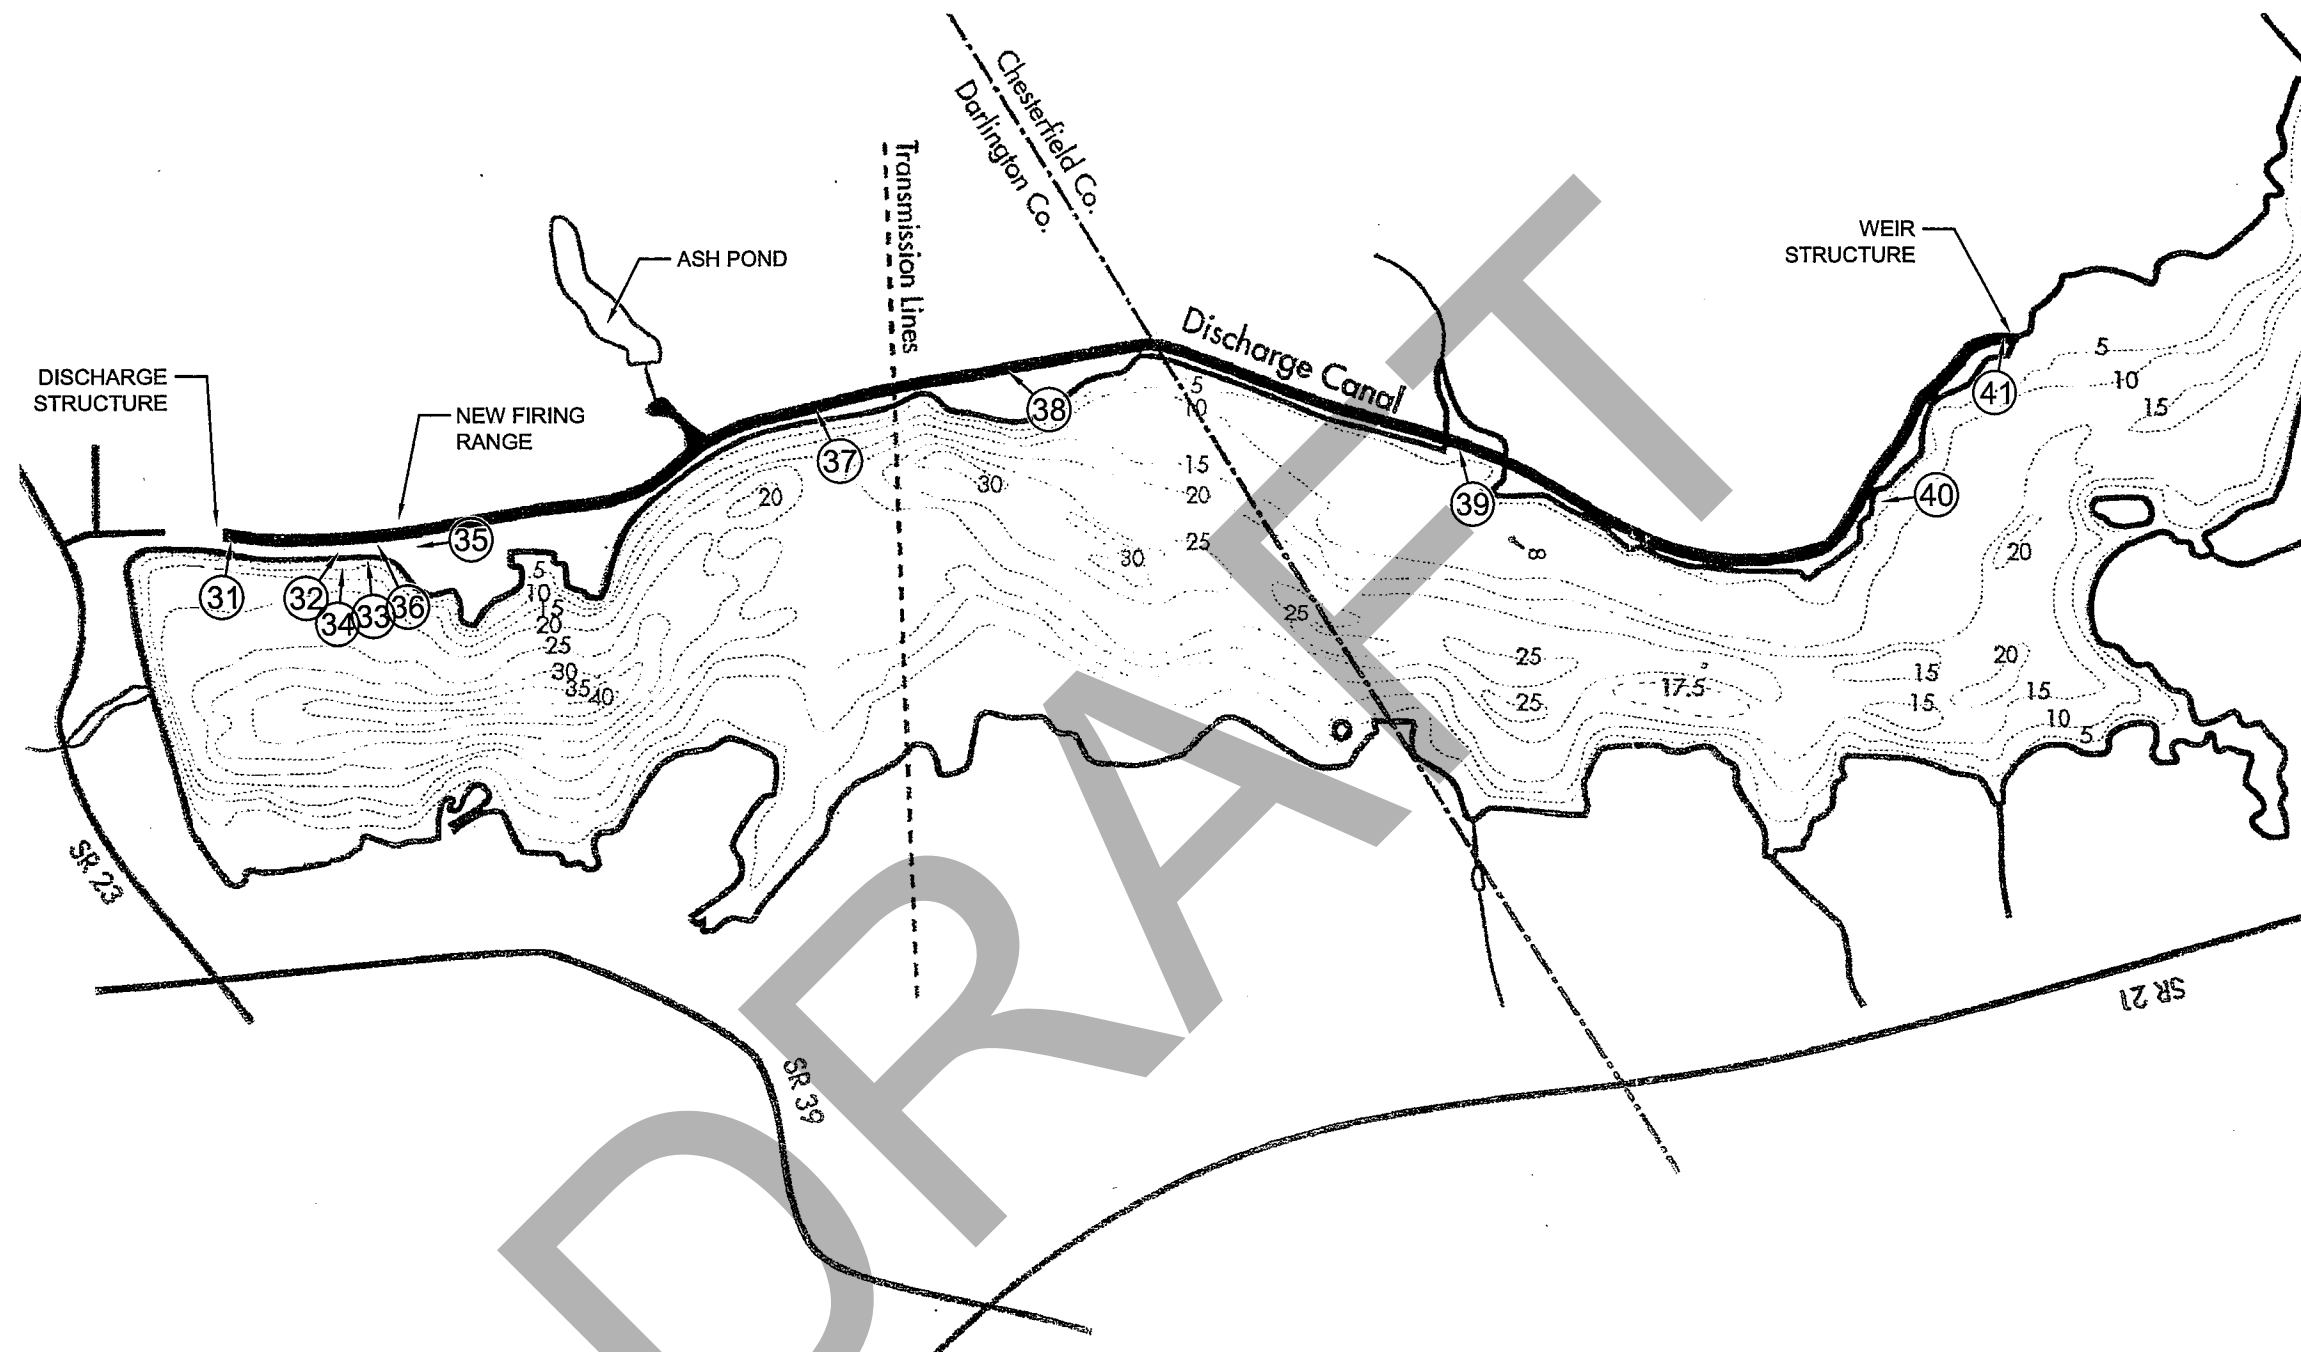 Chesterfield Co.
Darlington Co.
Transmission Lines
WEIR
STRUCTURE
ASH POND
Discharge Canal
DISCHARGE
STRUCTURE
NEW FIRING
RANGE
31
32
34
33
36
35
37
38
39
40
41
5
10
15
20
25
30
35
40
20
30
5
10
15
20
25
30
25
8
25
25
17.5
15
15
20
15
10
5
20
5
10
15
SR 23
SR 39
SR 21
DRAFT